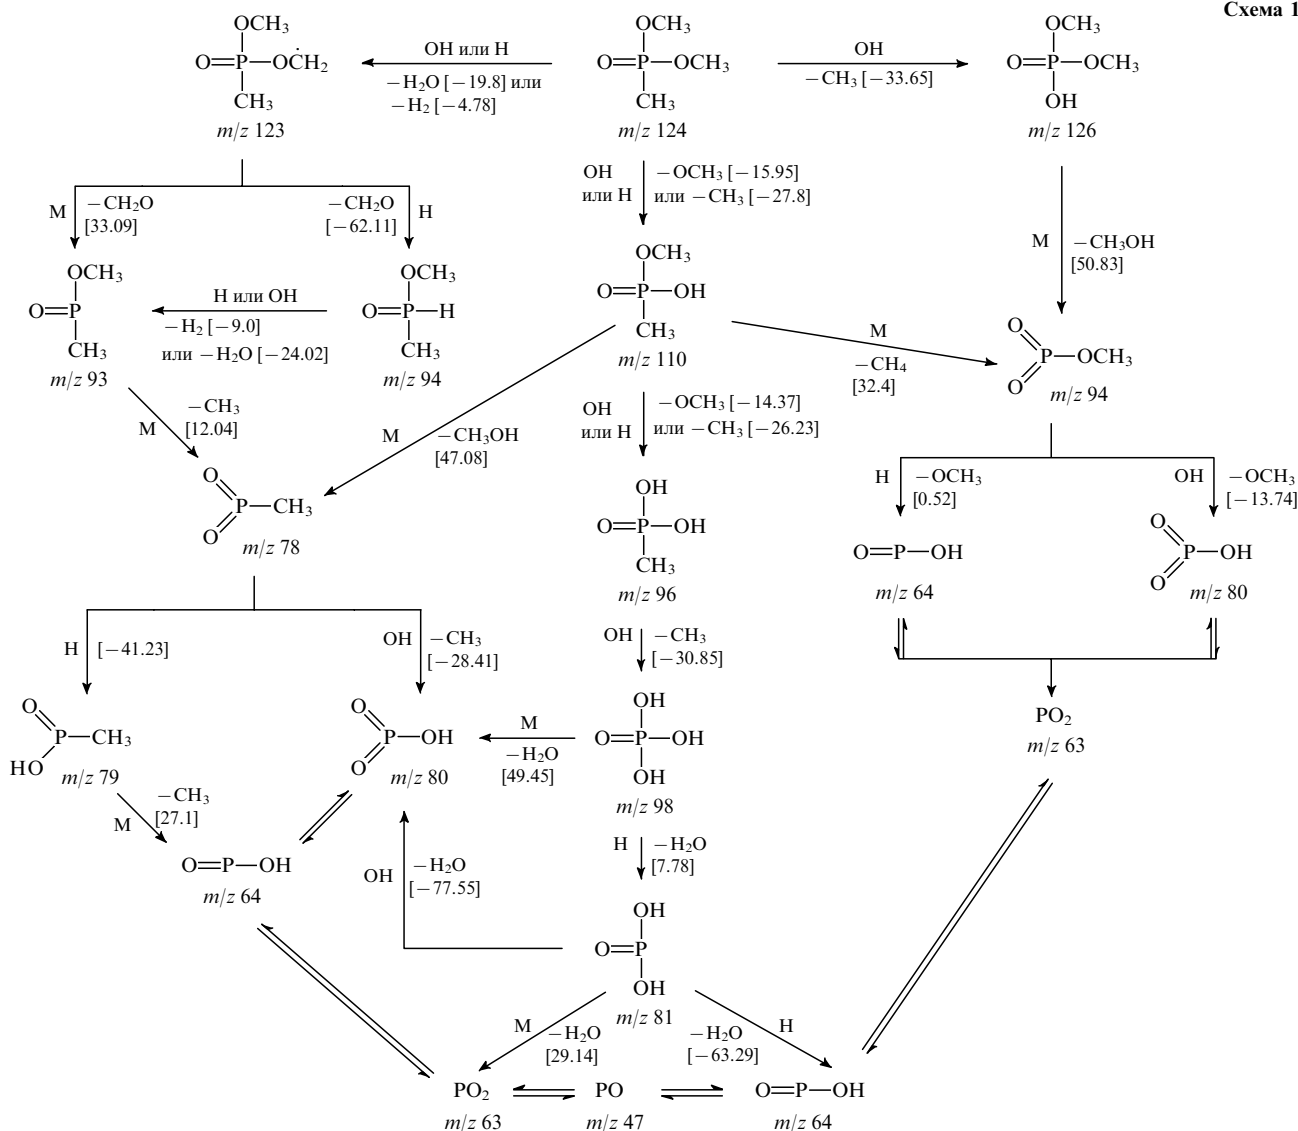 Схема 1
OCH3
O=P—OĊH2
CH3
m/z 123
OH или H
−H2O [−19.8] или
−H2 [−4.78]
OCH3
O=P—OCH3
CH3
m/z 124
OH
−CH3 [−33.65]
OCH3
O=P—OCH3
OH
m/z 126
M
−CH2O
[33.09]
−CH2O
[−62.11]
H
OH
или H
−OCH3 [−15.95]
или −CH3 [−27.8]
M
−CH3OH
[50.83]
OCH3
O=P
CH3
m/z 93
H или OH
−H2 [−9.0]
или −H2O [−24.02]
OCH3
O=P—H
CH3
m/z 94
OCH3
O=P—OH
CH3
m/z 110
M
−CH4
[32.4]
O
P—OCH3
O
m/z 94
M
−CH3
[12.04]
M
−CH3OH
[47.08]
OH
или H
−OCH3 [−14.37]
или −CH3 [−26.23]
H
−OCH3
[0.52]
OH
−OCH3
[−13.74]
O
P—CH3
O
m/z 78
OH
O=P—OH
CH3
m/z 96
O=P—OH
m/z 64
O
P—OH
O
m/z 80
H
[−41.23]
OH
−CH3
[−28.41]
OH
−CH3
[−30.85]
O
P—CH3
HO
m/z 79
O
P—OH
O
m/z 80
M
−H2O
[49.45]
OH
O=P—OH
OH
m/z 98
PO2
m/z 63
M
−CH3
[27.1]
O=P—OH
m/z 64
OH
−H2O
[−77.55]
H
−H2O
[7.78]
OH
O=P
OH
m/z 81
M
−H2O
[29.14]
−H2O
[−63.29]
H
PO2
m/z 63
PO
m/z 47
O=P—OH
m/z 64